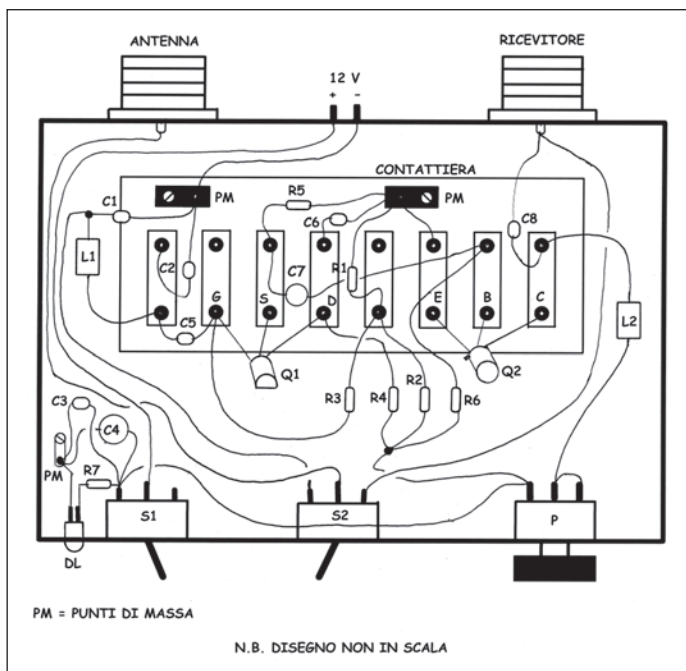 ANTENNA
RICEVITORE
12 V
+ -
CONTATTIERA
C1
PM
R5
PM
C6
C8
L1
C2
C7
R1
L2
G
S
D
E
B
C
C5
Q1
Q2
C3
C4
R3
R4
R2
R6
PM
R7
S1
S2
P
DL
PM = PUNTI DI MASSA
N.B. DISEGNO NON IN SCALA